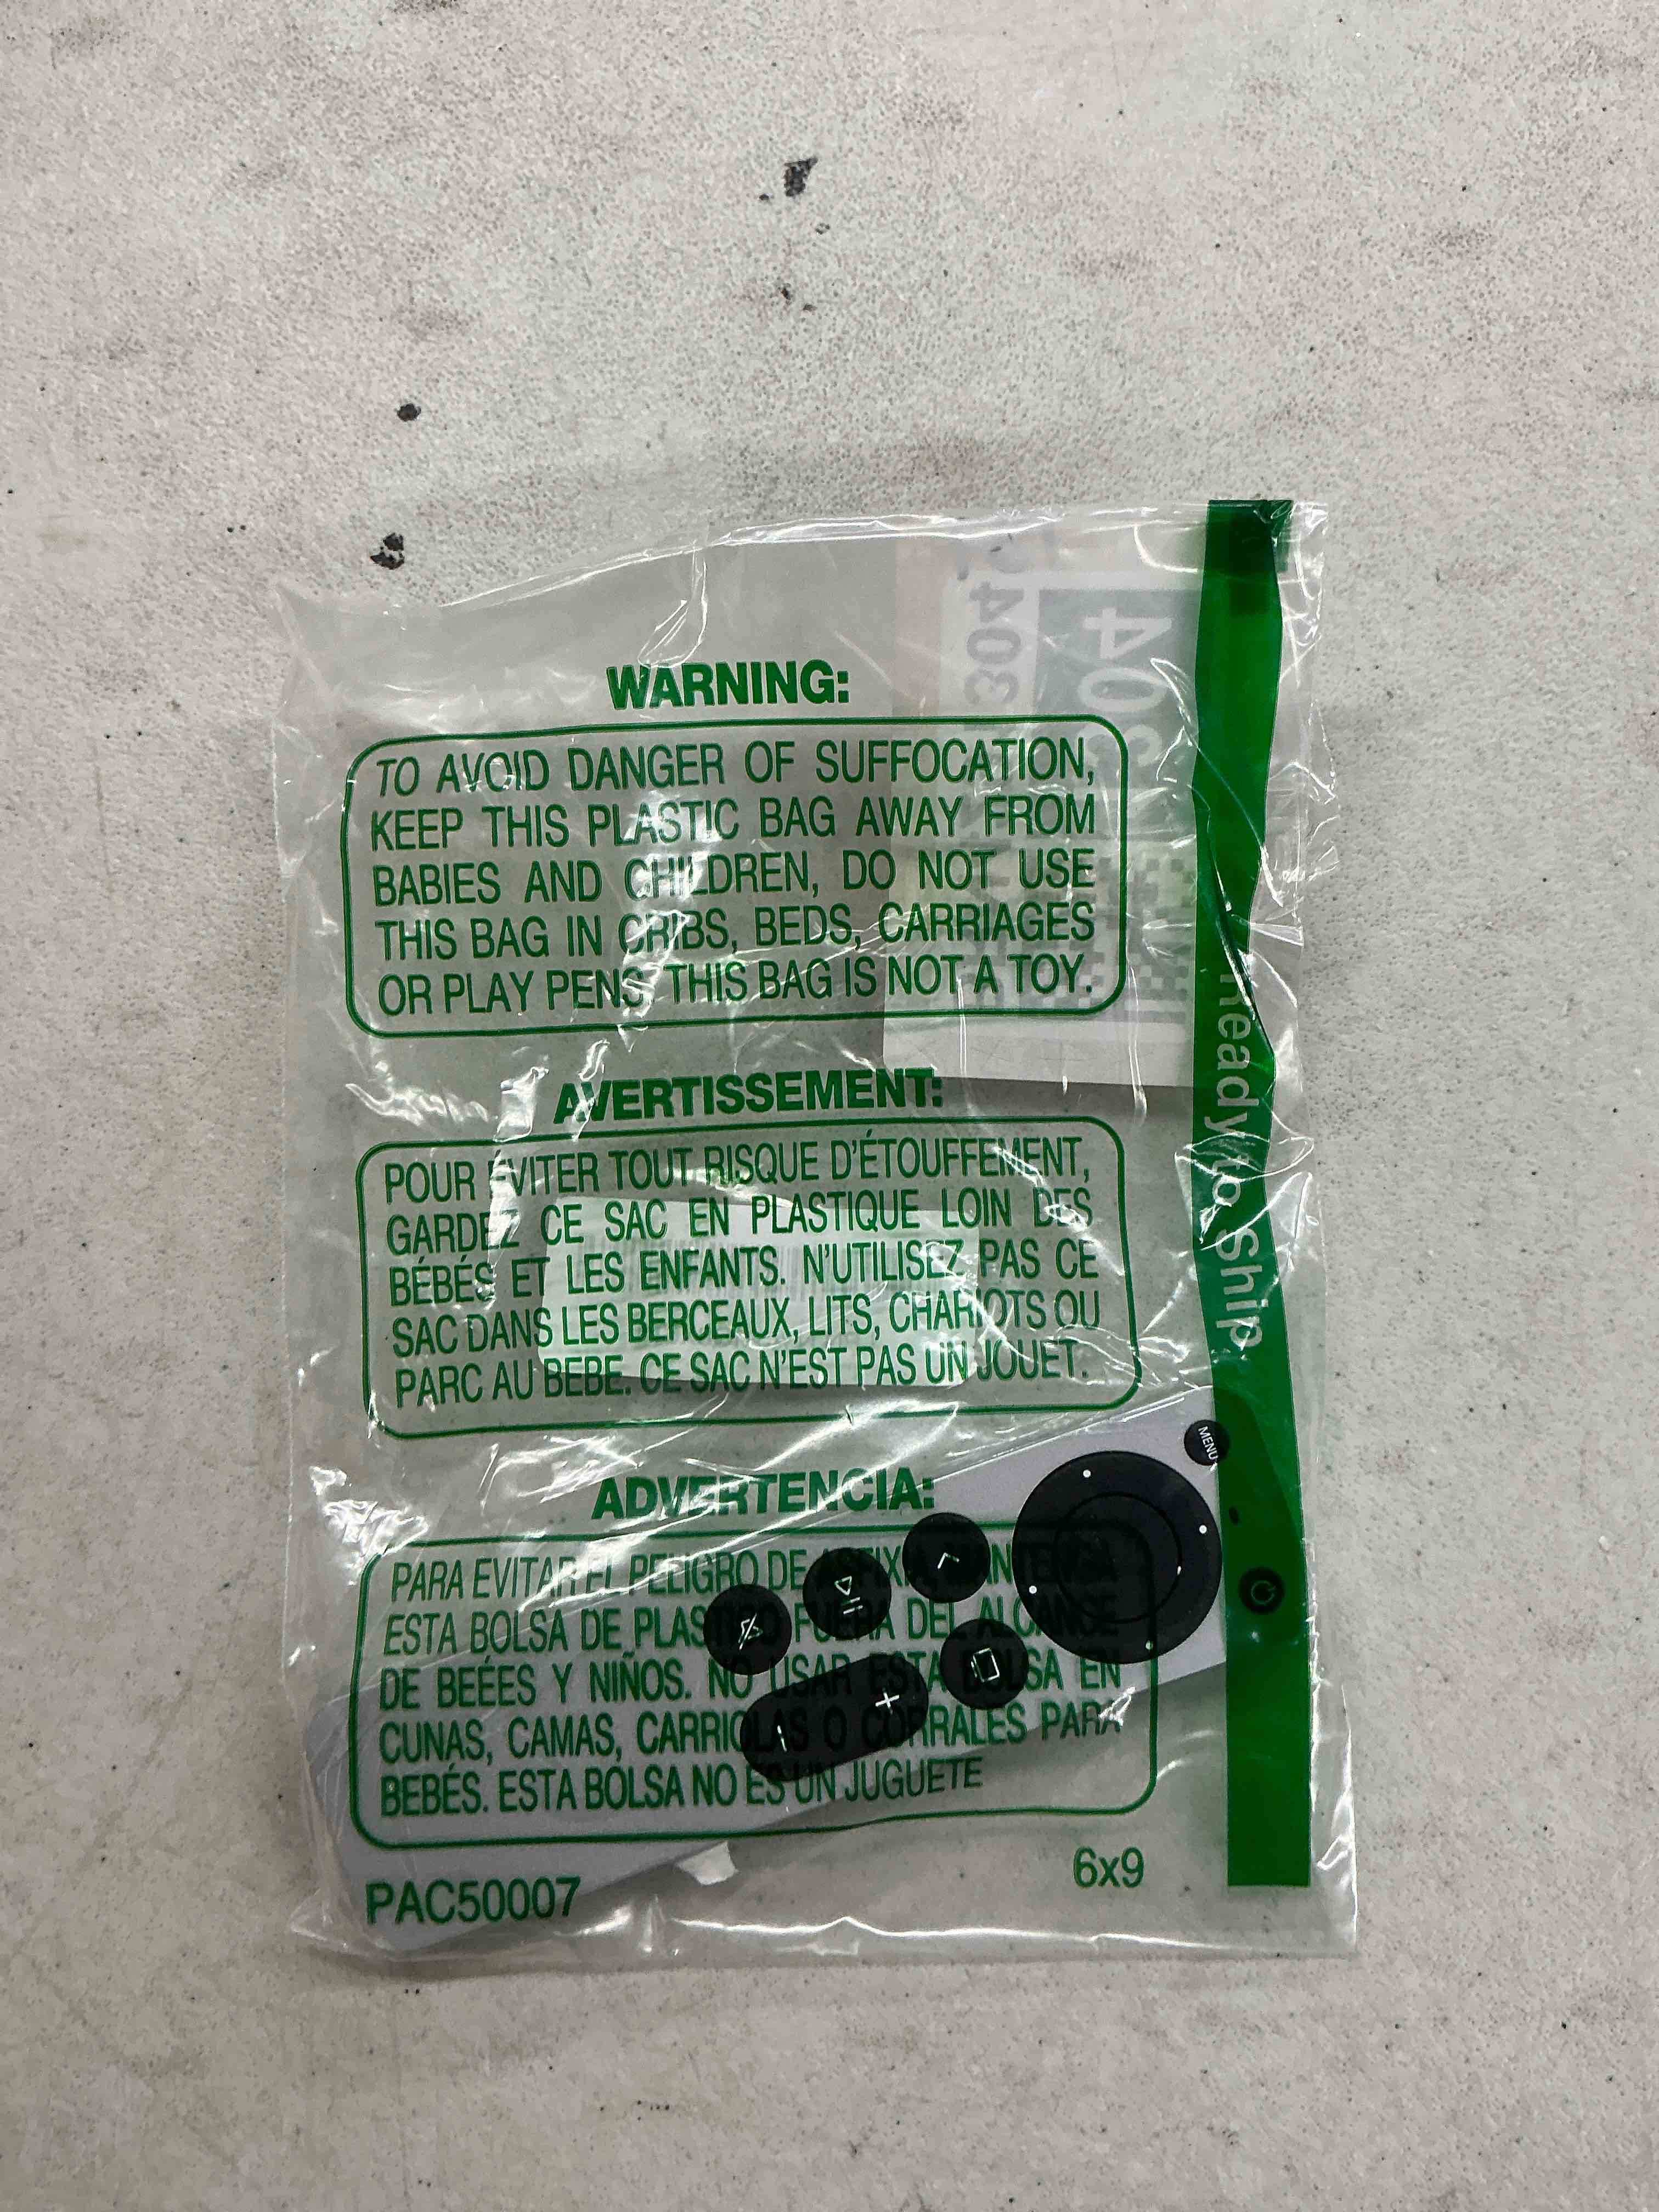 WARNING:
TO AVOID DANGER OF SUFFOCATION,
KEEP THIS PLASTIC BAG AWAY FROM
BABIES AND CHILDREN, DO NOT USE
THIS BAG IN CRIBS, BEDS, CARRIAGES
OR PLAY PENS. THIS BAG IS NOT A TOY.
AVERTISSEMENT:
POUR ÉVITER TOUT RISQUE D'ÉTOUFFEMENT,
GARDEZ CE SAC EN PLASTIQUE LOIN DES
BÉBÉS ET LES ENFANTS. N'UTILISEZ PAS CE
SAC DANS LES BERCEAUX, LITS, CHARIOTS OU
PARC AU BEBE. CE SAC N'EST PAS UN JOUET.
ADVERTENCIA:
PARA EVITAR EL PELIGRO DE ASFIXIA, MANTENGA
ESTA BOLSA DE PLASTICO FUERA DEL ALCANCE
DE BEÉES Y NIÑOS. NO USAR ESTA BOLSA EN
CUNAS, CAMAS, CARRIOLAS O CORRALES PARA
BEBÉS. ESTA BOLSA NO ES UN JUGUETE
PAC50007
6x9
Ready to Ship
MENU